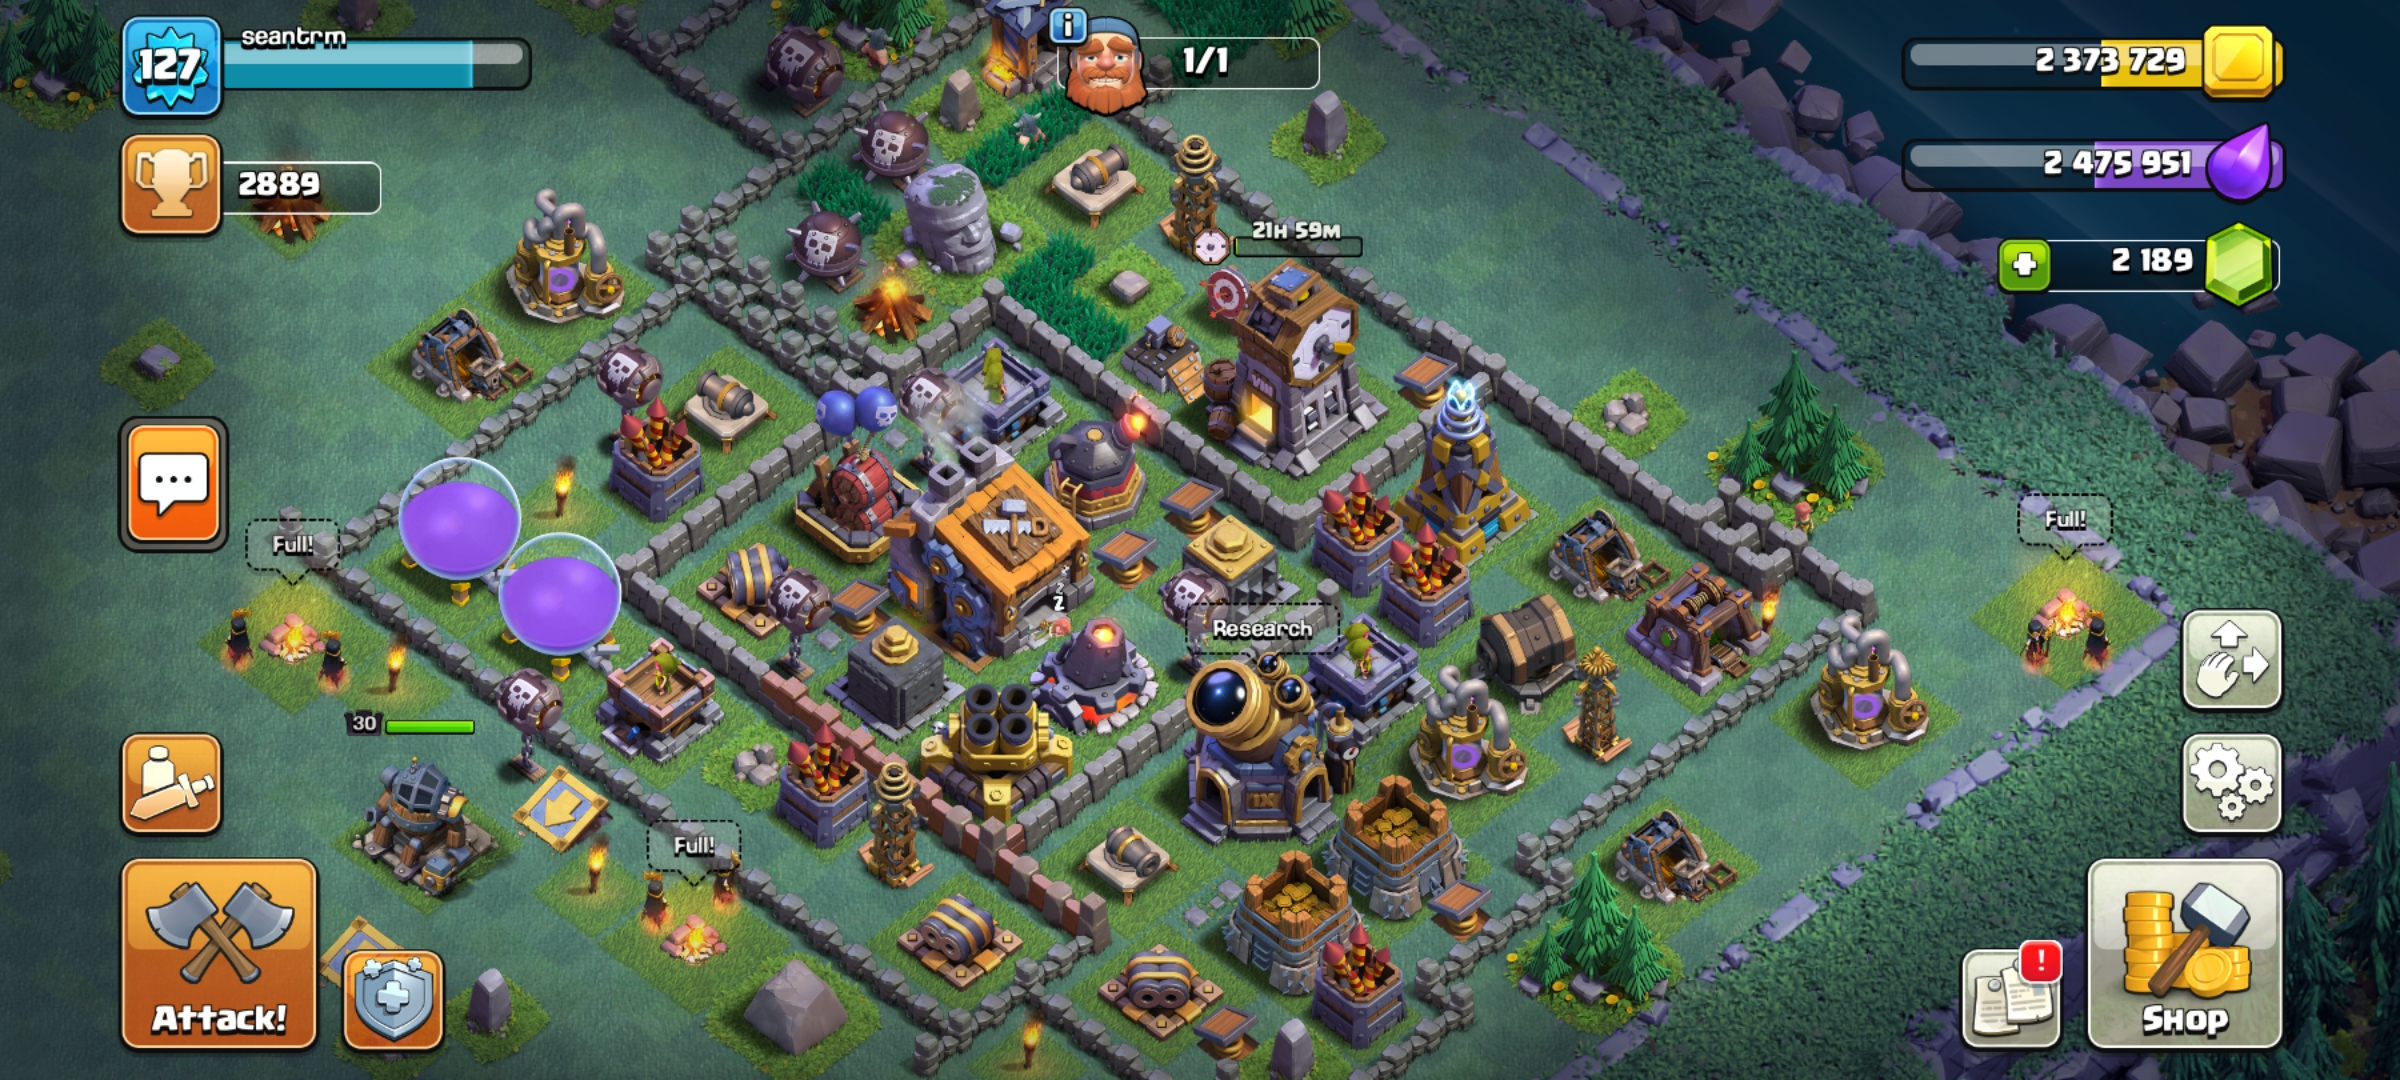 127
seantrm
1/1
2 373 729
2889
2 475 951
21H 59M
2 189
Full!
Full!
Research
30
Full!
Attack!
!
Shop